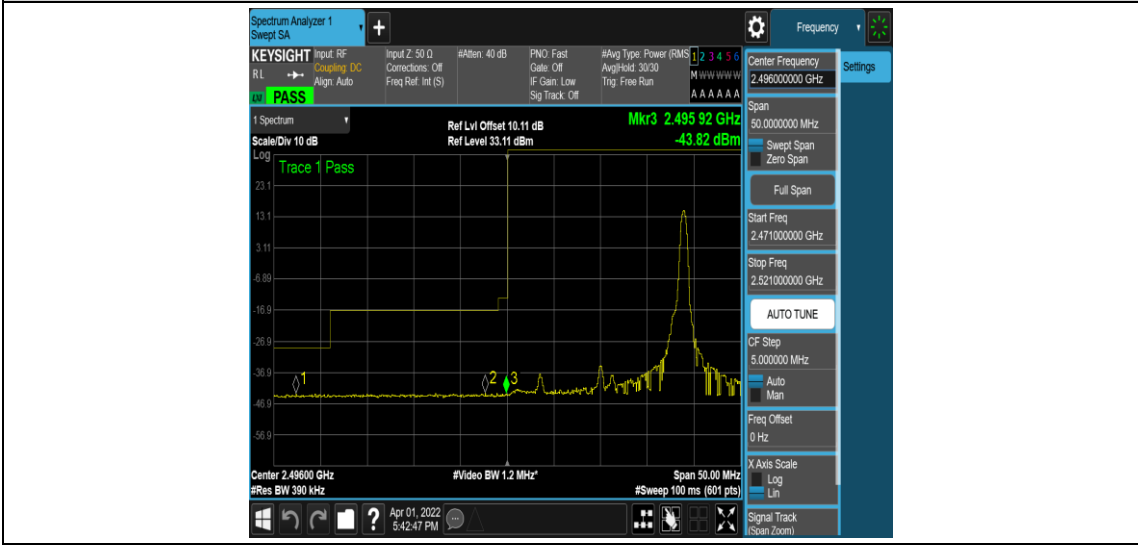 Spectrum Analyzer 1
Swept SA
+
Frequency
KEYSIGHT
RL
PASS
Input: RF
Coupling: DC
Align: Auto
Input Z: 50 Ω
Corrections: Off
Freq Ref: Int (S)
#Atten: 40 dB
PNO: Fast
Gate: Off
IF Gain: Low
Sig Track: Off
#Avg Type: Power (RMS
Avg|Hold: 30/30
Trig: Free Run
1 2 3 4 5 6
M W W W W W
A A A A A A
1 Spectrum
Scale/Div 10 dB
Ref Lvl Offset 10.11 dB
Ref Level 33.11 dBm
Mkr3 2.495 92 GHz
-43.82 dBm
Log
Trace 1 Pass
23.1
13.1
3.11
-6.89
-16.9
-26.9
-36.9
-46.9
-56.9
1
2
3
Center 2.49600 GHz
#Video BW 1.2 MHz*
Span 50.00 MHz
#Res BW 390 kHz
#Sweep 100 ms (601 pts)
?
Apr 01, 2022
5:42:47 PM
Center Frequency
2.496000000 GHz
Settings
Span
50.0000000 MHz
Swept Span
Zero Span
Full Span
Start Freq
2.471000000 GHz
Stop Freq
2.521000000 GHz
AUTO TUNE
CF Step
5.000000 MHz
Auto
Man
Freq Offset
0 Hz
X Axis Scale
Log
Lin
Signal Track
(Span Zoom)